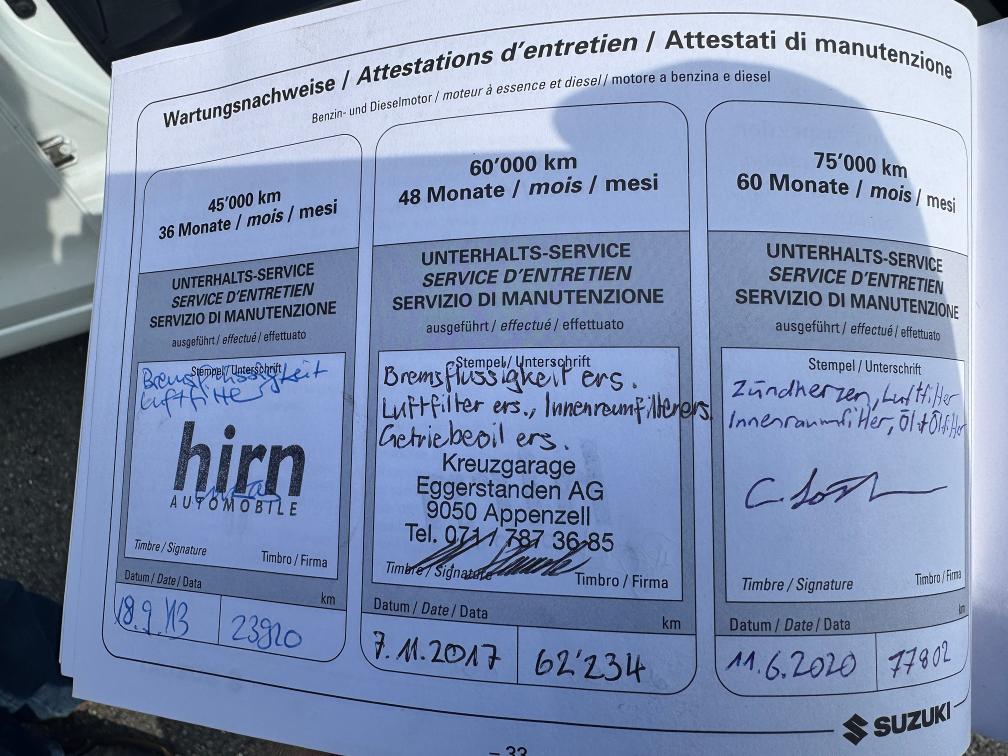 Wartungsnachweise / Attestations d'entretien / Attestati di manutenzione
Benzin- und Dieselmotor / moteur à essence et diesel / motore a benzina e diesel
45'000 km
36 Monate / mois / mesi
UNTERHALTS-SERVICE
SERVICE D'ENTRETIEN
SERVIZIO DI MANUTENZIONE
ausgeführt / effectué / effettuato
Stempel / Unterschrift
Bremsflüssigkeit
Luftfilter
hirn
AUTOMOBILE
Timbre / Signature
Timbro / Firma
Datum / Date / Data
km
18.9.13
23920
60'000 km
48 Monate / mois / mesi
UNTERHALTS-SERVICE
SERVICE D'ENTRETIEN
SERVIZIO DI MANUTENZIONE
ausgeführt / effectué / effettuato
Stempel / Unterschrift
Bremsflüssigkeit ers.
Luftfilter ers., Innenraumfilter ers.
Getriebeoil ers.
Kreuzgarage
Eggerstanden AG
9050 Appenzell
Tel. 071 / 787 36 85
Timbre / Signature
Timbro / Firma
Datum / Date / Data
km
7.11.2017
62'234
75'000 km
60 Monate / mois / mesi
UNTERHALTS-SERVICE
SERVICE D'ENTRETIEN
SERVIZIO DI MANUTENZIONE
ausgeführt / effectué / effettuato
Stempel / Unterschrift
Zündkerzen, Luftfilter
Innenraumfilter, Öl + Ölfilter
Timbre / Signature
Timbro / Firma
Datum / Date / Data
km
11.6.2020
77802
SUZUKI
– 33